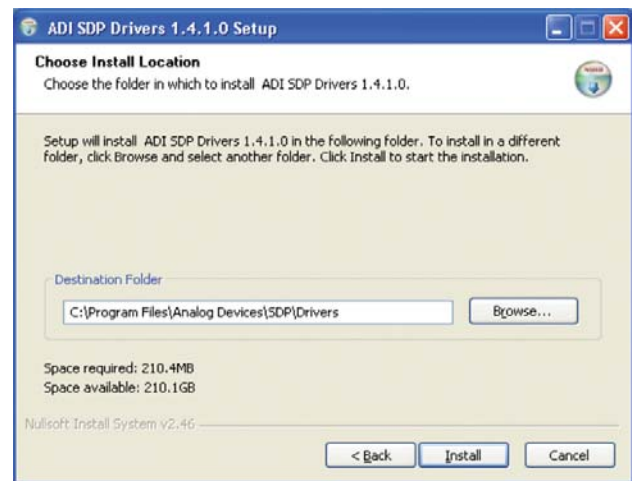 ADI SDP Drivers 1.4.1.0 Setup
Choose Install Location
Choose the folder in which to install ADI SDP Drivers 1.4.1.0.
Setup will install ADI SDP Drivers 1.4.1.0 in the following folder. To install in a different
folder, click Browse and select another folder. Click Install to start the installation.
Destination Folder
C:\Program Files\Analog Devices\SDP\Drivers
Browse...
Space required: 210.4MB
Space available: 210.1GB
Nullsoft Install System v2.46
< Back
Install
Cancel